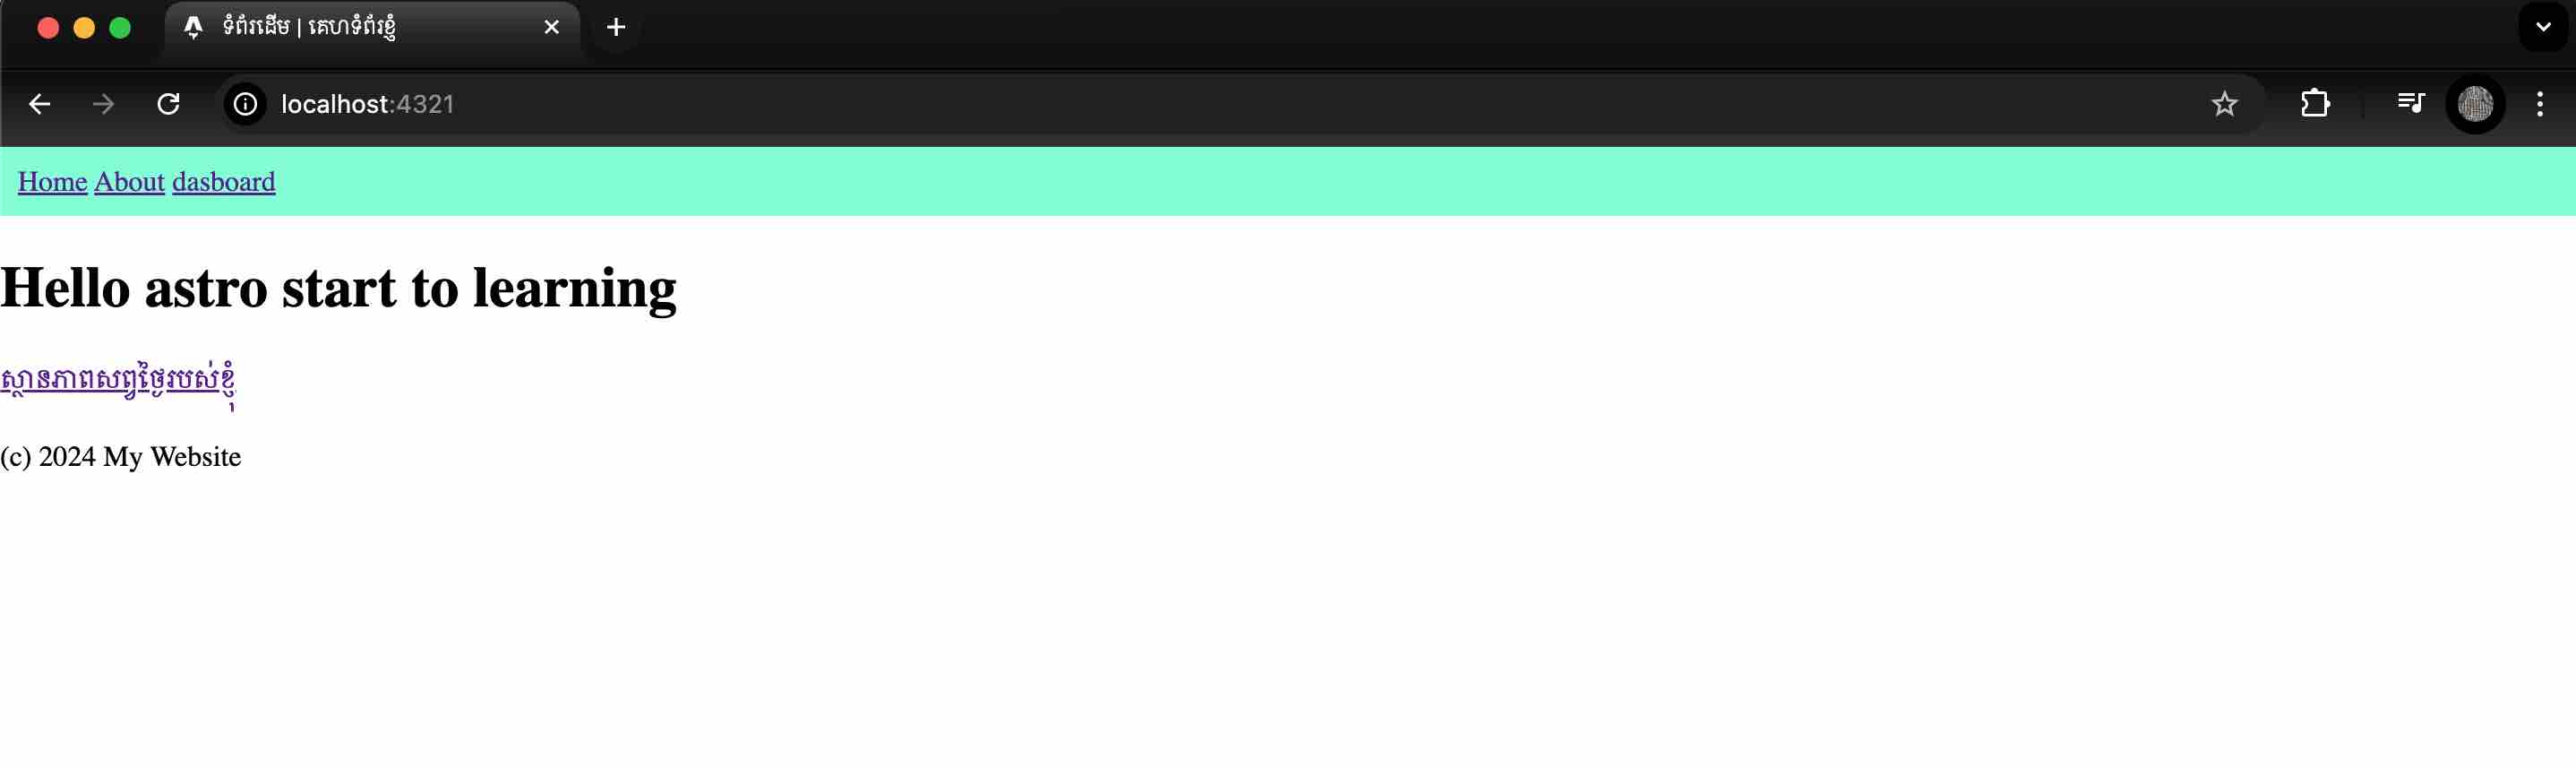 ទំព័រដើម | គេហទំព័រខ្ញុំ
localhost:4321
Home About dasboard
Hello astro start to learning
ស្ថានភាពសព្វថ្ងៃរបស់ខ្ញុំ
(c) 2024 My Website